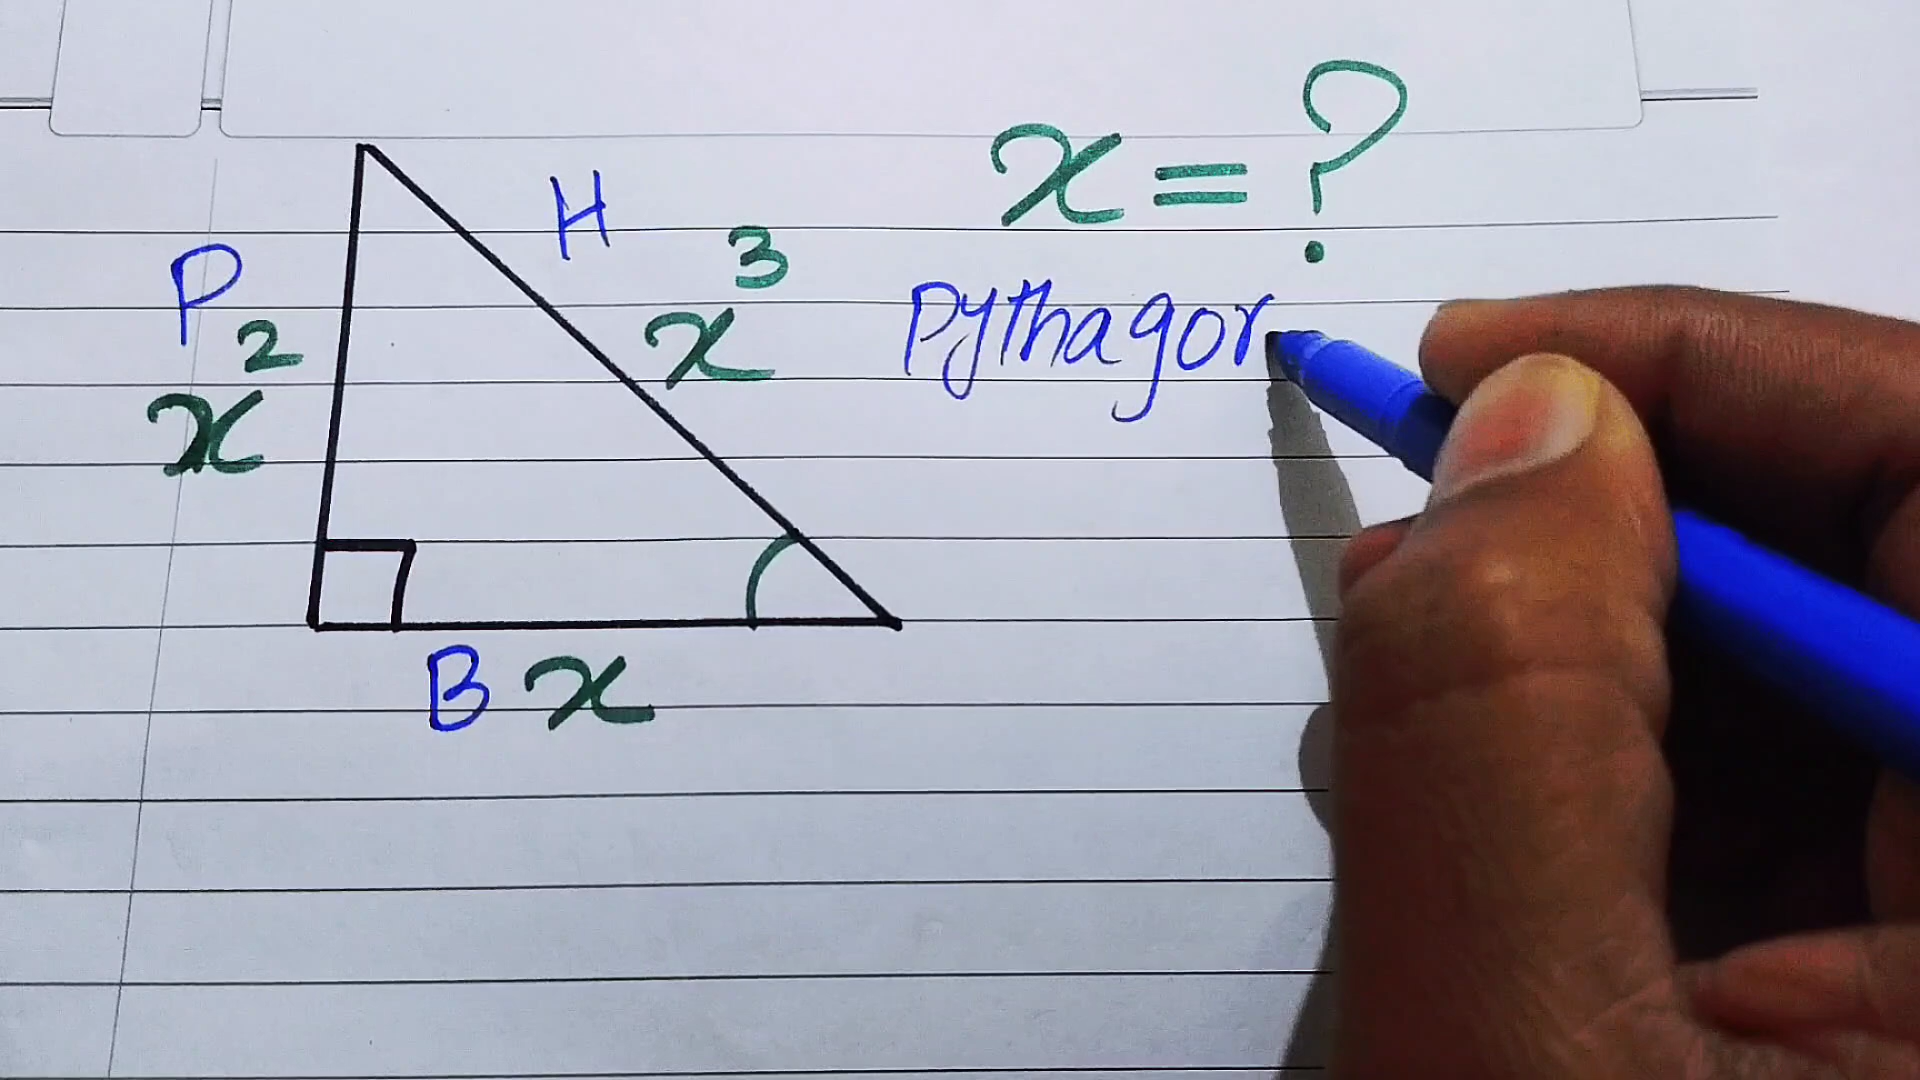 x = ?
H
x³
P
x²
Pythagor
B x